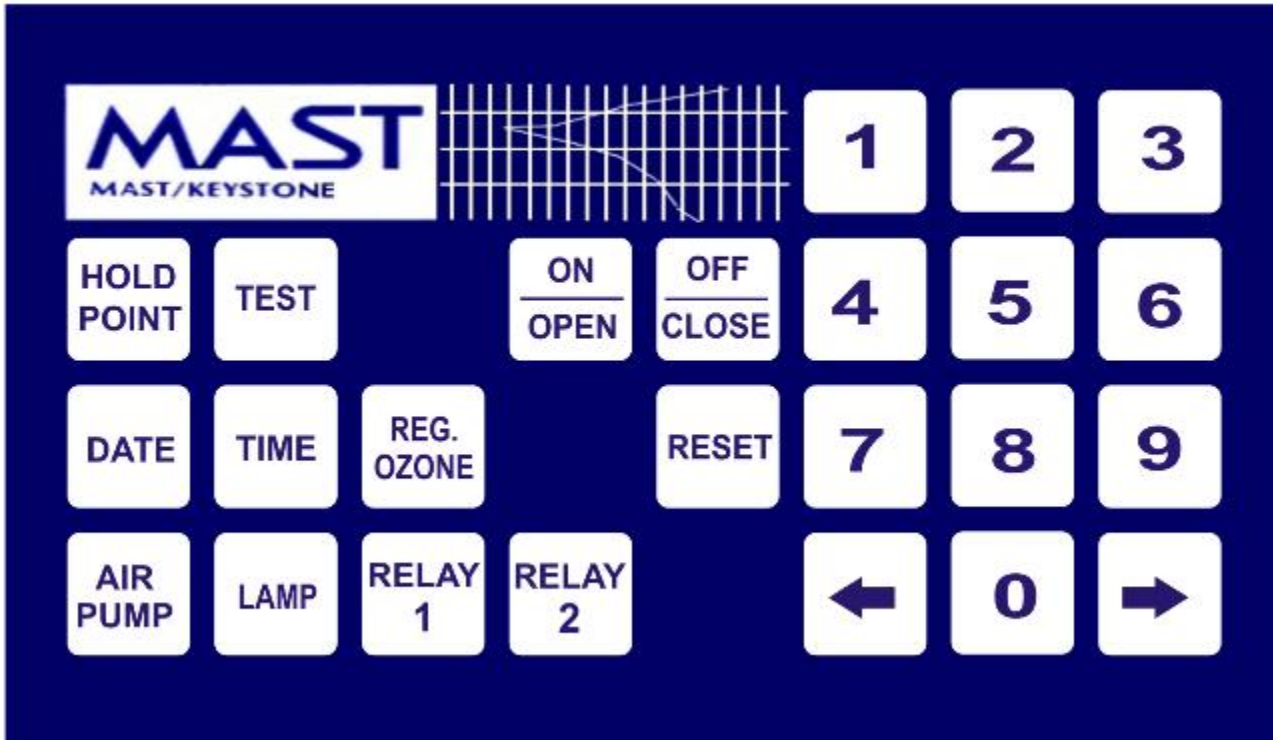 MAST
MAST/KEYSTONE
1
2
3
HOLD
POINT
TEST
ON
OPEN
OFF
CLOSE
4
5
6
DATE
TIME
REG.
OZONE
RESET
7
8
9
AIR
PUMP
LAMP
RELAY
1
RELAY
2
0